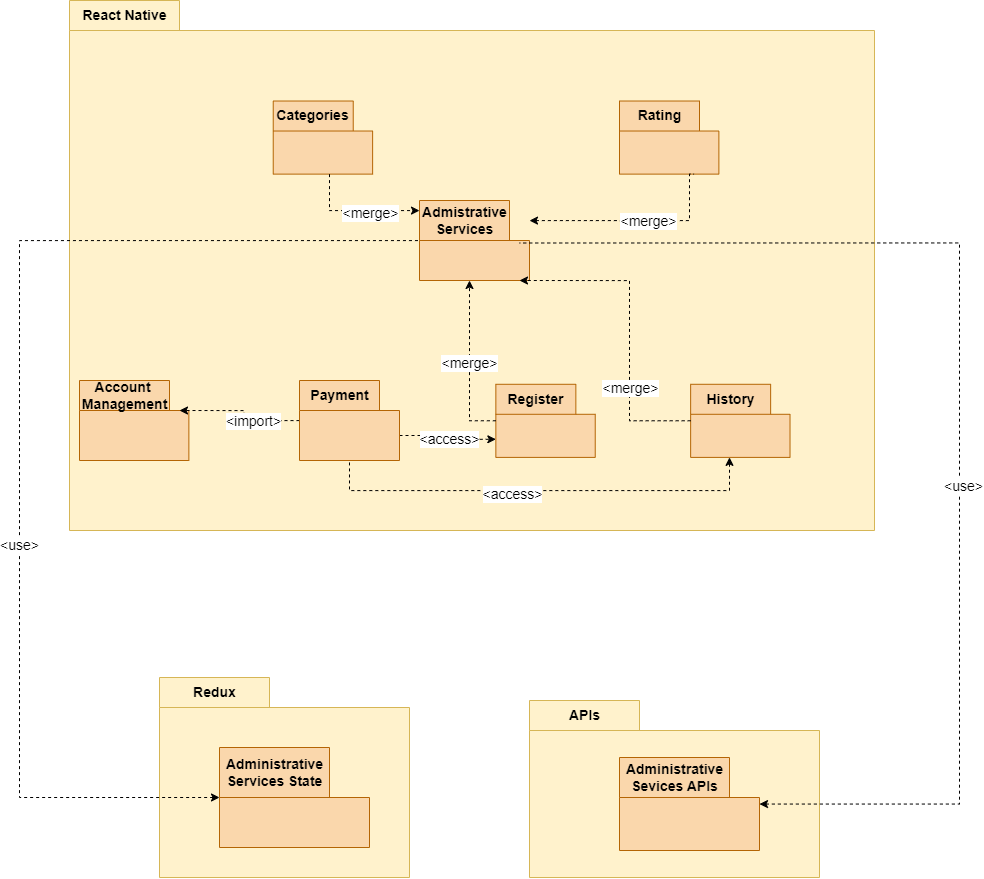 React Native
Categories
Rating
<merge>
Admistrative
Services
<merge>
<merge>
<merge>
Account
Management
Payment
Register
History
<import>
<access>
<access>
<use>
<use>
Redux
APIs
Administrative
Services State
Administrative
Sevices APIs